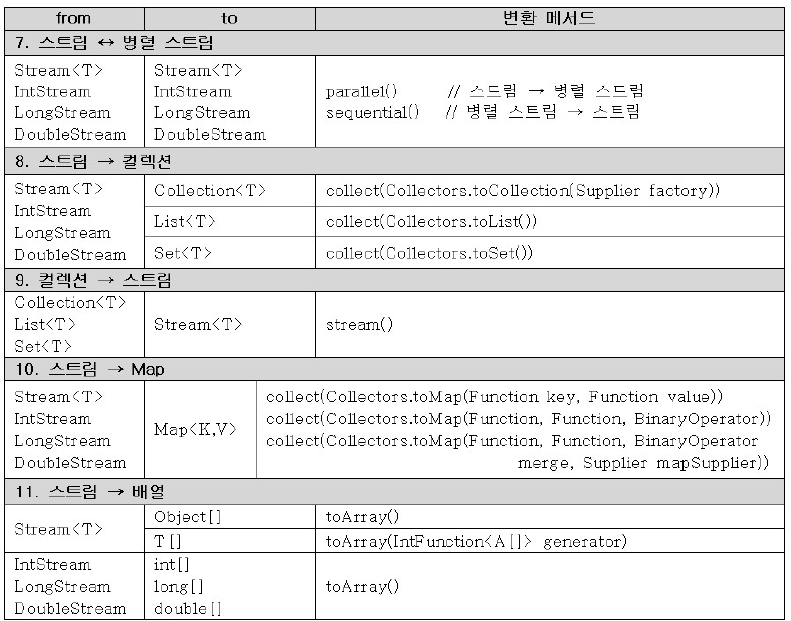 from to 변환 메서드
7. 스트림 ↔ 병렬 스트림
Stream<T> Stream<T>
IntStream IntStream parallel() // 스트림 → 병렬 스트림
LongStream LongStream sequential() // 병렬 스트림 → 스트림
DoubleStream DoubleStream
8. 스트림 → 컬렉션
Stream<T> Collection<T> collect(Collectors.toCollection(Supplier factory))
IntStream
LongStream List<T> collect(Collectors.toList())
DoubleStream Set<T> collect(Collectors.toSet())
9. 컬렉션 → 스트림
Collection<T>
List<T> Stream<T> stream()
Set<T>
10. 스트림 → Map
Stream<T> collect(Collectors.toMap(Function key, Function value))
IntStream Map<K,V> collect(Collectors.toMap(Function, Function, BinaryOperator))
LongStream collect(Collectors.toMap(Function, Function, BinaryOperator
DoubleStream merge, Supplier mapSupplier))
11. 스트림 → 배열
Stream<T> Object[] toArray()
T[] toArray(IntFunction<A[]> generator)
IntStream int[]
LongStream long[] toArray()
DoubleStream double[]